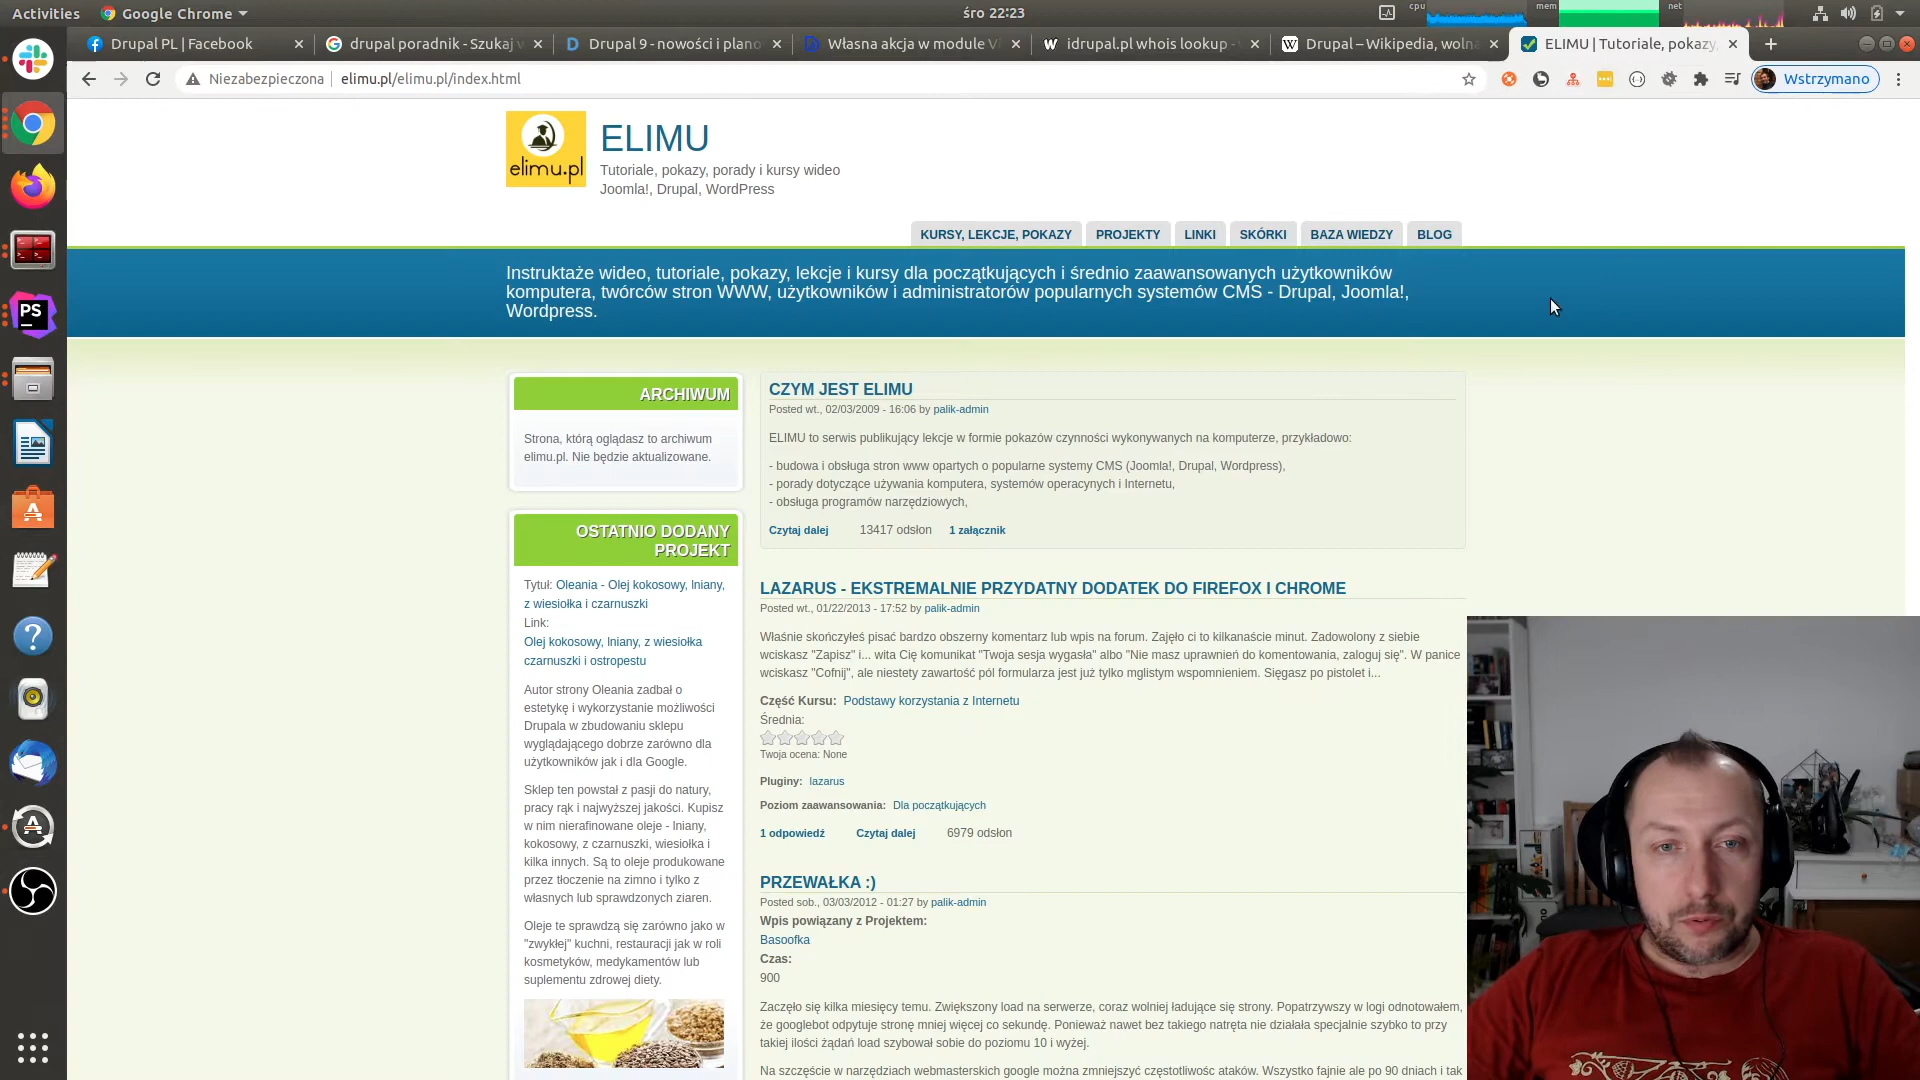 Activities
Google Chrome
śro 22:23
cpu
mem
net
Drupal PL | Facebook
drupal poradnik - Szukaj
Drupal 9 - nowości i plano
Własna akcja w module Vi
idrupal.pl whois lookup -
Drupal – Wikipedia, wolna
ELIMU | Tutoriale, pokazy,
Niezabezpieczona
elimu.pl/elimu.pl/index.html
Wstrzymano
elimu.pl
ELIMU
Tutoriale, pokazy, porady i kursy wideo
Joomla!, Drupal, WordPress
KURSY, LEKCJE, POKAZY
PROJEKTY
LINKI
SKÓRKI
BAZA WIEDZY
BLOG
Instruktaże wideo, tutoriale, pokazy, lekcje i kursy dla początkujących i średnio zaawansowanych użytkowników
komputera, twórców stron WWW, użytkowników i administratorów popularnych systemów CMS - Drupal, Joomla!,
Wordpress.
ARCHIWUM
Strona, którą oglądasz to archiwum
elimu.pl. Nie będzie aktualizowane.
OSTATNIO DODANY
PROJEKT
Tytuł: Oleania - Olej kokosowy, lniany,
z wiesiołka i czarnuszki
Link:
Olej kokosowy, lniany, z wiesiołka
czarnuszki i ostropestu
Autor strony Oleania zadbał o
estetykę i wykorzystanie możliwości
Drupala w zbudowaniu sklepu
wyglądającego dobrze zarówno dla
użytkowników jak i dla Google.
Sklep ten powstał z pasji do natury,
pracy rąk i najwyższej jakości. Kupisz
w nim nierafinowane oleje - lniany,
kokosowy, z czarnuszki, wiesiołka i
kilka innych. Są to oleje produkowane
przez tłoczenie na zimno i tylko z
własnych lub sprawdzonych ziaren.
Oleje te sprawdzą się zarówno jako w
"zwykłej" kuchni, restauracji jak w roli
kosmetyków, medykamentów lub
suplementu zdrowej diety.
CZYM JEST ELIMU
Posted wt., 02/03/2009 - 16:06 by palik-admin
ELIMU to serwis publikujący lekcje w formie pokazów czynności wykonywanych na komputerze, przykładowo:
- budowa i obsługa stron www opartych o popularne systemy CMS (Joomla!, Drupal, Wordpress),
- porady dotyczące używania komputera, systemów operacynych i Internetu,
- obsługa programów narzędziowych,
Czytaj dalej 13417 odsłon 1 załącznik
LAZARUS - EKSTREMALNIE PRZYDATNY DODATEK DO FIREFOX I CHROME
Posted wt., 01/22/2013 - 17:52 by palik-admin
Właśnie skończyłeś pisać bardzo obszerny komentarz lub wpis na forum. Zajęło ci to kilkanaście minut. Zadowolony z siebie
wciskasz "Zapisz" i... wita Cię komunikat "Twoja sesja wygasła" albo "Nie masz uprawnień do komentowania, zaloguj się". W panice
wciskasz "Cofnij", ale niestety zawartość pól formularza jest już tylko mglistym wspomnieniem. Sięgasz po pistolet i...
Część Kursu: Podstawy korzystania z Internetu
Średnia:
Twoja ocena: None
Pluginy: lazarus
Poziom zaawansowania: Dla początkujących
1 odpowiedź Czytaj dalej 6979 odsłon
PRZEWAŁKA :)
Posted sob., 03/03/2012 - 01:27 by palik-admin
Wpis powiązany z Projektem:
Basoofka
Czas:
900
Zaczęło się kilka miesięcy temu. Zwiększony load na serwerze, coraz wolniej ładujące się strony. Popatrzywszy w logi odnotowałem,
że googlebot odpytuje stronę mniej więcej co sekundę. Ponieważ nawet bez takiego natręta nie działała specjalnie szybko to przy
takiej ilości żądań load szybował sobie do poziomu 10 i wyżej.
Na szczęście w narzędziach webmasterskich google można zmniejszyć częstotliwośc ataków. Wszystko fajnie ale po 90 dniach i tak